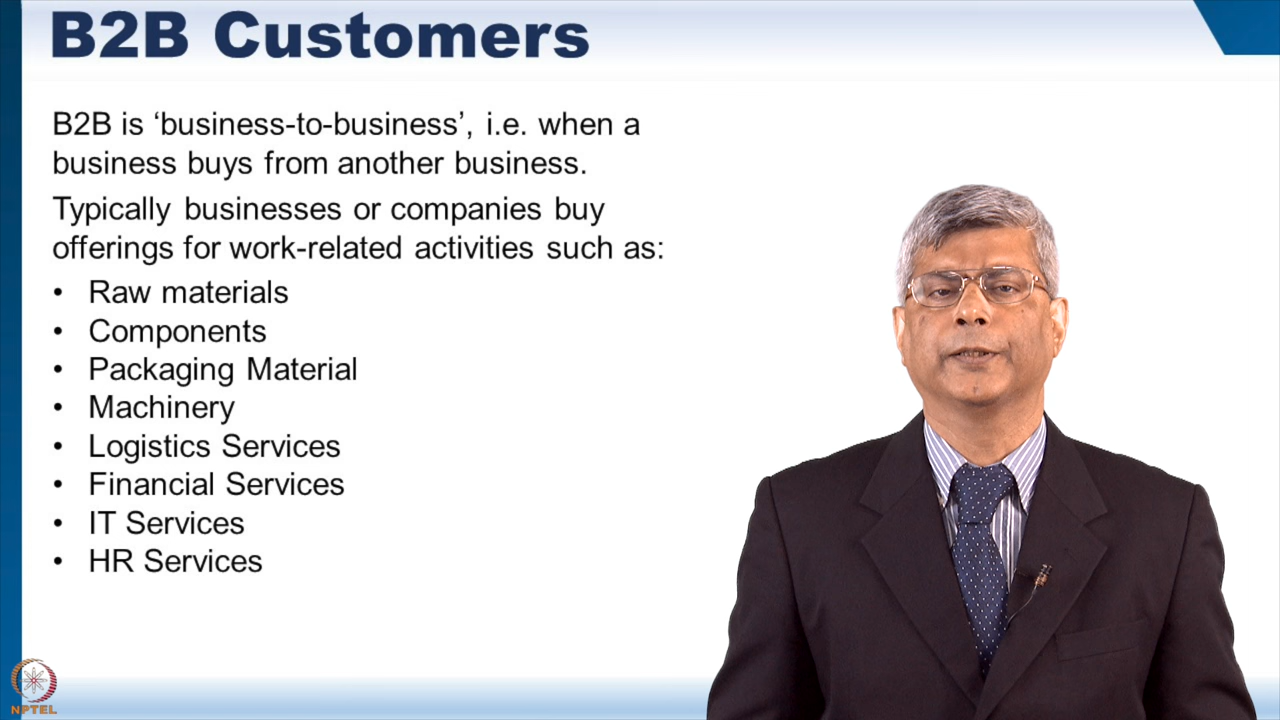 B2B Customers
B2B is ‘business-to-business’, i.e. when a
business buys from another business.
Typically businesses or companies buy
offerings for work-related activities such as:
• Raw materials
• Components
• Packaging Material
• Machinery
• Logistics Services
• Financial Services
• IT Services
• HR Services
NPTEL